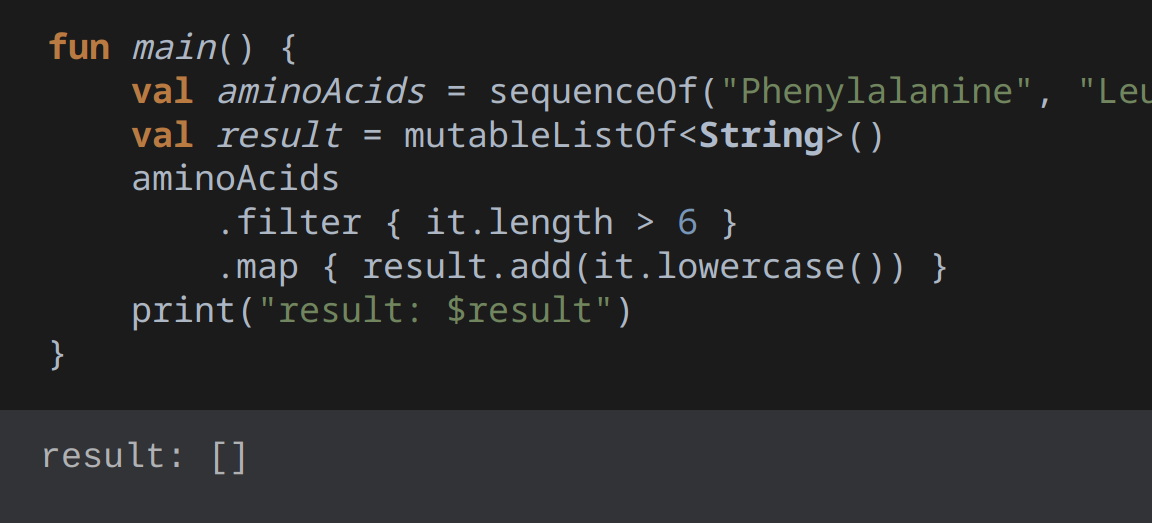 fun main() {
    val aminoAcids = sequenceOf("Phenylalanine", "Leu
    val result = mutableListOf<String>()
    aminoAcids
        .filter { it.length > 6 }
        .map { result.add(it.lowercase()) }
    print("result: $result")
}
result: []